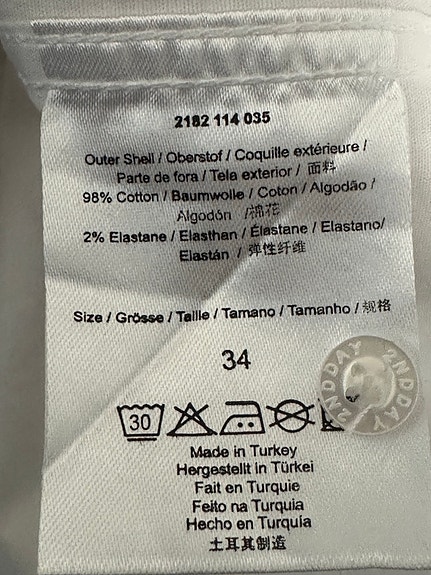 2182 114 035
Outer Shell / Oberstof / Coquille extérieure /
Parte de fora / Tela exterior / 面料
98% Cotton / Baumwolle / Coton / Algodão /
Algodón /棉花
2% Elastane / Elasthan / Élastane / Elastano/
Elastán / 弹性纤维
Size / Grösse / Taille / Tamano / Tamanho / 规格
34
2NDDAY 2NDDAY
30
Made in Turkey
Hergestellt in Türkei
Fait en Turquie
Feito na Turquia
Hecho en Turquía
土耳其制造